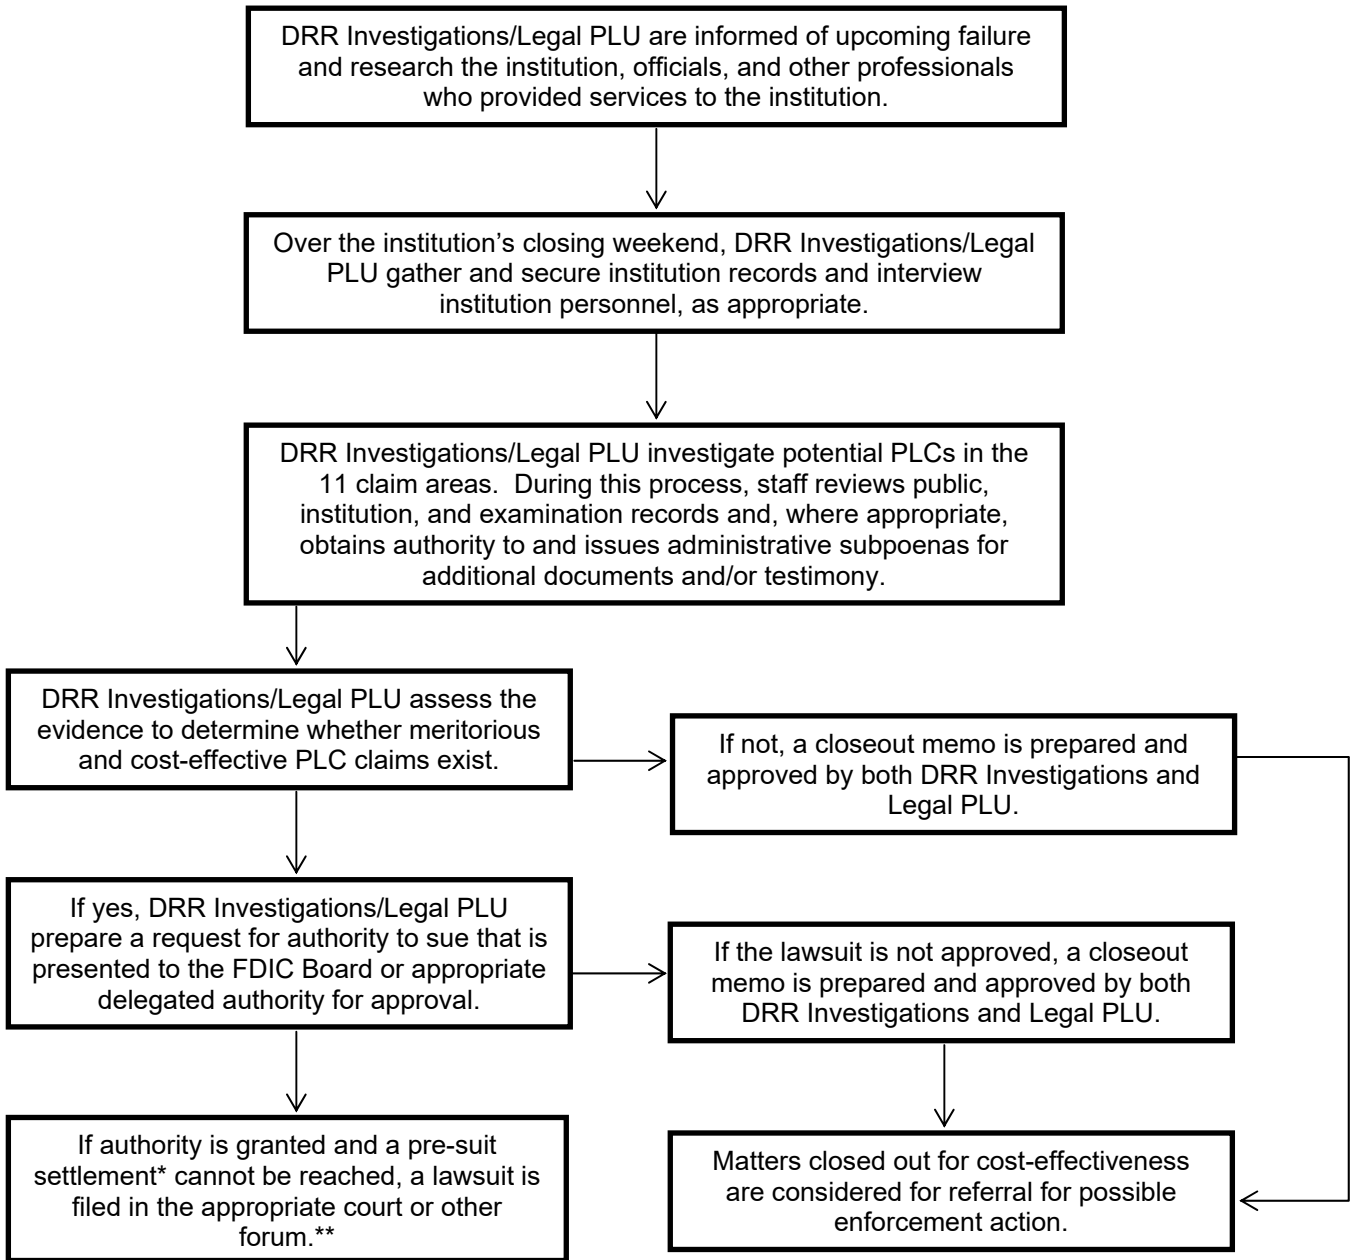 DRR Investigations/Legal PLU are informed of upcoming failure
and research the institution, officials, and other professionals
who provided services to the institution.
Over the institution’s closing weekend, DRR Investigations/Legal
PLU gather and secure institution records and interview
institution personnel, as appropriate.
DRR Investigations/Legal PLU investigate potential PLCs in the
11 claim areas.  During this process, staff reviews public,
institution, and examination records and, where appropriate,
obtains authority to and issues administrative subpoenas for
additional documents and/or testimony.
DRR Investigations/Legal PLU assess the
evidence to determine whether meritorious
and cost-effective PLC claims exist.
If not, a closeout memo is prepared and
approved by both DRR Investigations and
Legal PLU.
If yes, DRR Investigations/Legal PLU
prepare a request for authority to sue that is
presented to the FDIC Board or appropriate
delegated authority for approval.
If the lawsuit is not approved, a closeout
memo is prepared and approved by both
DRR Investigations and Legal PLU.
If authority is granted and a pre-suit
settlement* cannot be reached, a lawsuit is
filed in the appropriate court or other
forum.**
Matters closed out for cost-effectiveness
are considered for referral for possible
enforcement action.